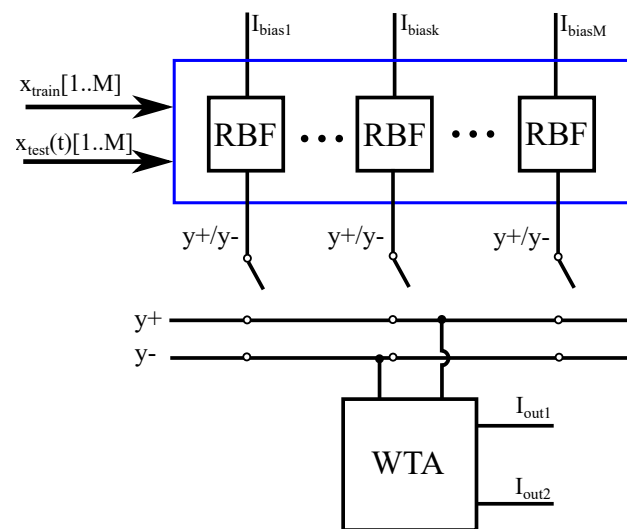 I_bias1 I_biask I_biasM
x_train[1..M]
RBF ••• RBF ••• RBF
x_test(t)[1..M]
y+/y- y+/y- y+/y-
y+
y-
I_out1
WTA
I_out2